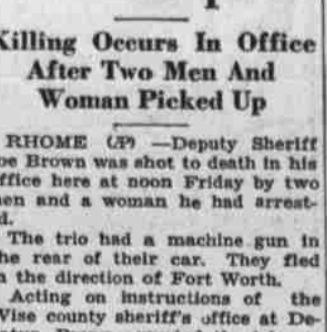 Killing Occurs In Office
After Two Men And
Woman Picked Up
RHOME (AP) —Deputy Sheriff
oe Brown was shot to death in his
office here at noon Friday by two
men and a woman he had arrest-
d.
The trio had a machine gun in
the rear of their car. They fled
n the direction of Fort Worth.
Acting on instructions of the
Wise county sheriff's office at De-